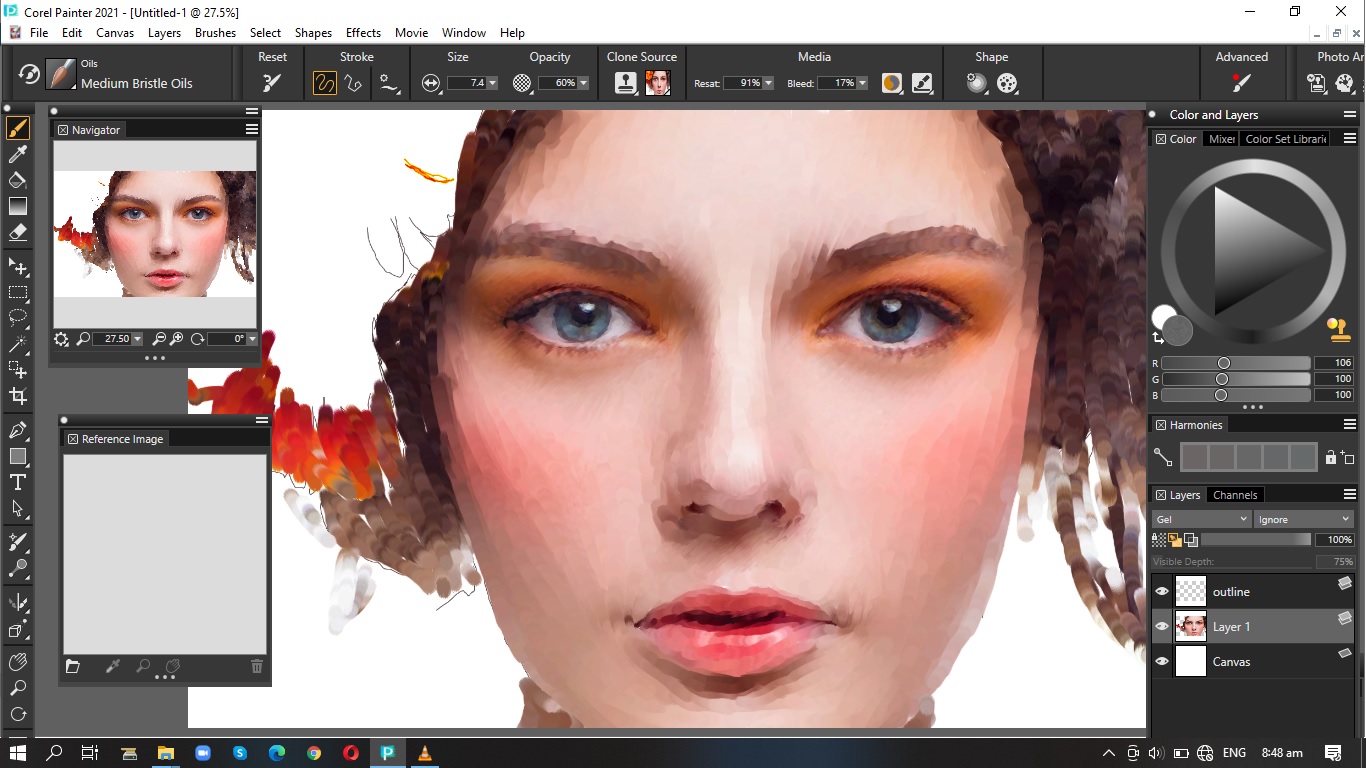 Corel Painter 2021 - [Untitled-1 @ 27.5%]
File Edit Canvas Layers Brushes Select Shapes Effects Movie Window Help
Oils
Medium Bristle Oils
Reset Stroke Size Opacity Clone Source Media Shape Advanced Photo Ar
7.4 60% Resat: 91% Bleed: 17%
Navigator
27.50 0°
Reference Image
Color and Layers
Color Mixer Color Set Librarie
R 106
G 100
B 100
Harmonies
Layers Channels
Gel Ignore
100%
Visible Depth: 75%
outline
Layer 1
Canvas
ENG 8:48 am